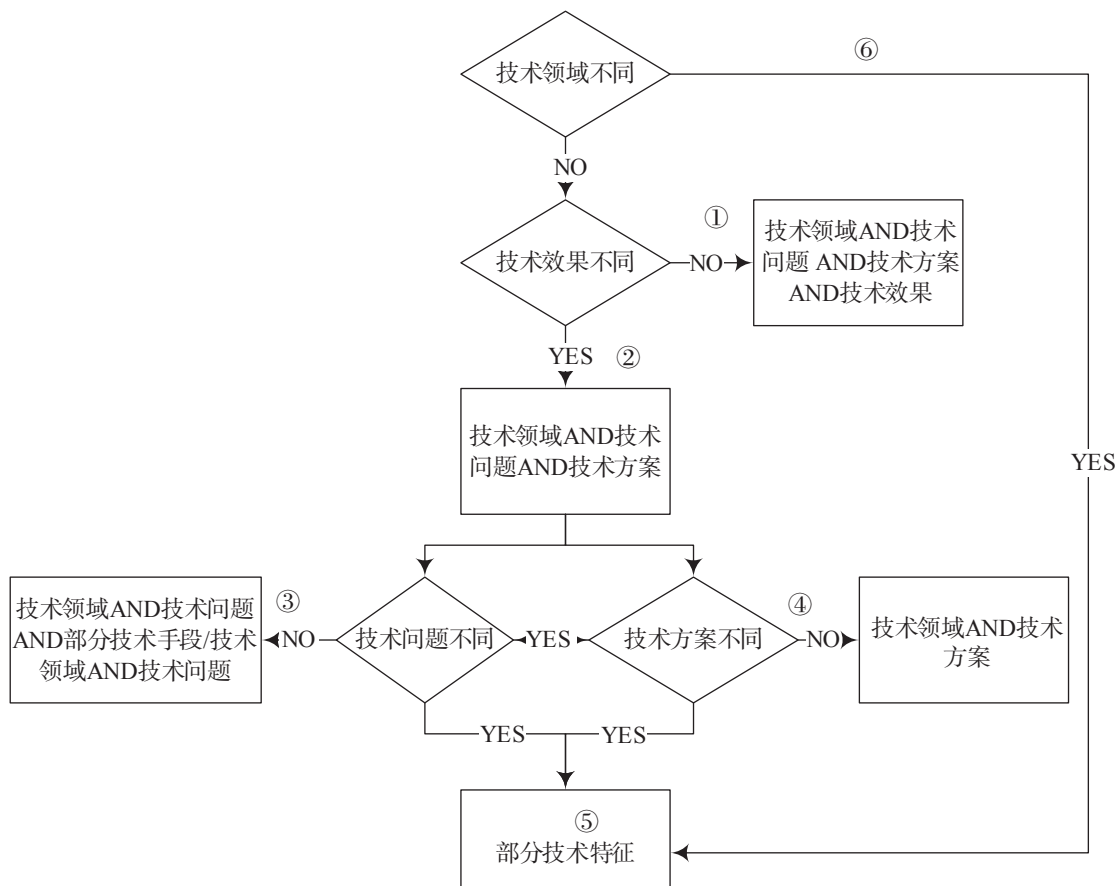 ⑥
技术领域不同
NO
①
技术领域AND技术
问题 AND技术方案
AND技术效果
技术效果不同
NO
YES
②
技术领域AND技术
问题AND技术方案
YES
技术领域AND技术问题
AND部分技术手段/技术
领域AND技术问题
③
NO
技术问题不同
YES
技术方案不同
④
NO
技术领域AND技术
方案
YES
YES
⑤
部分技术特征